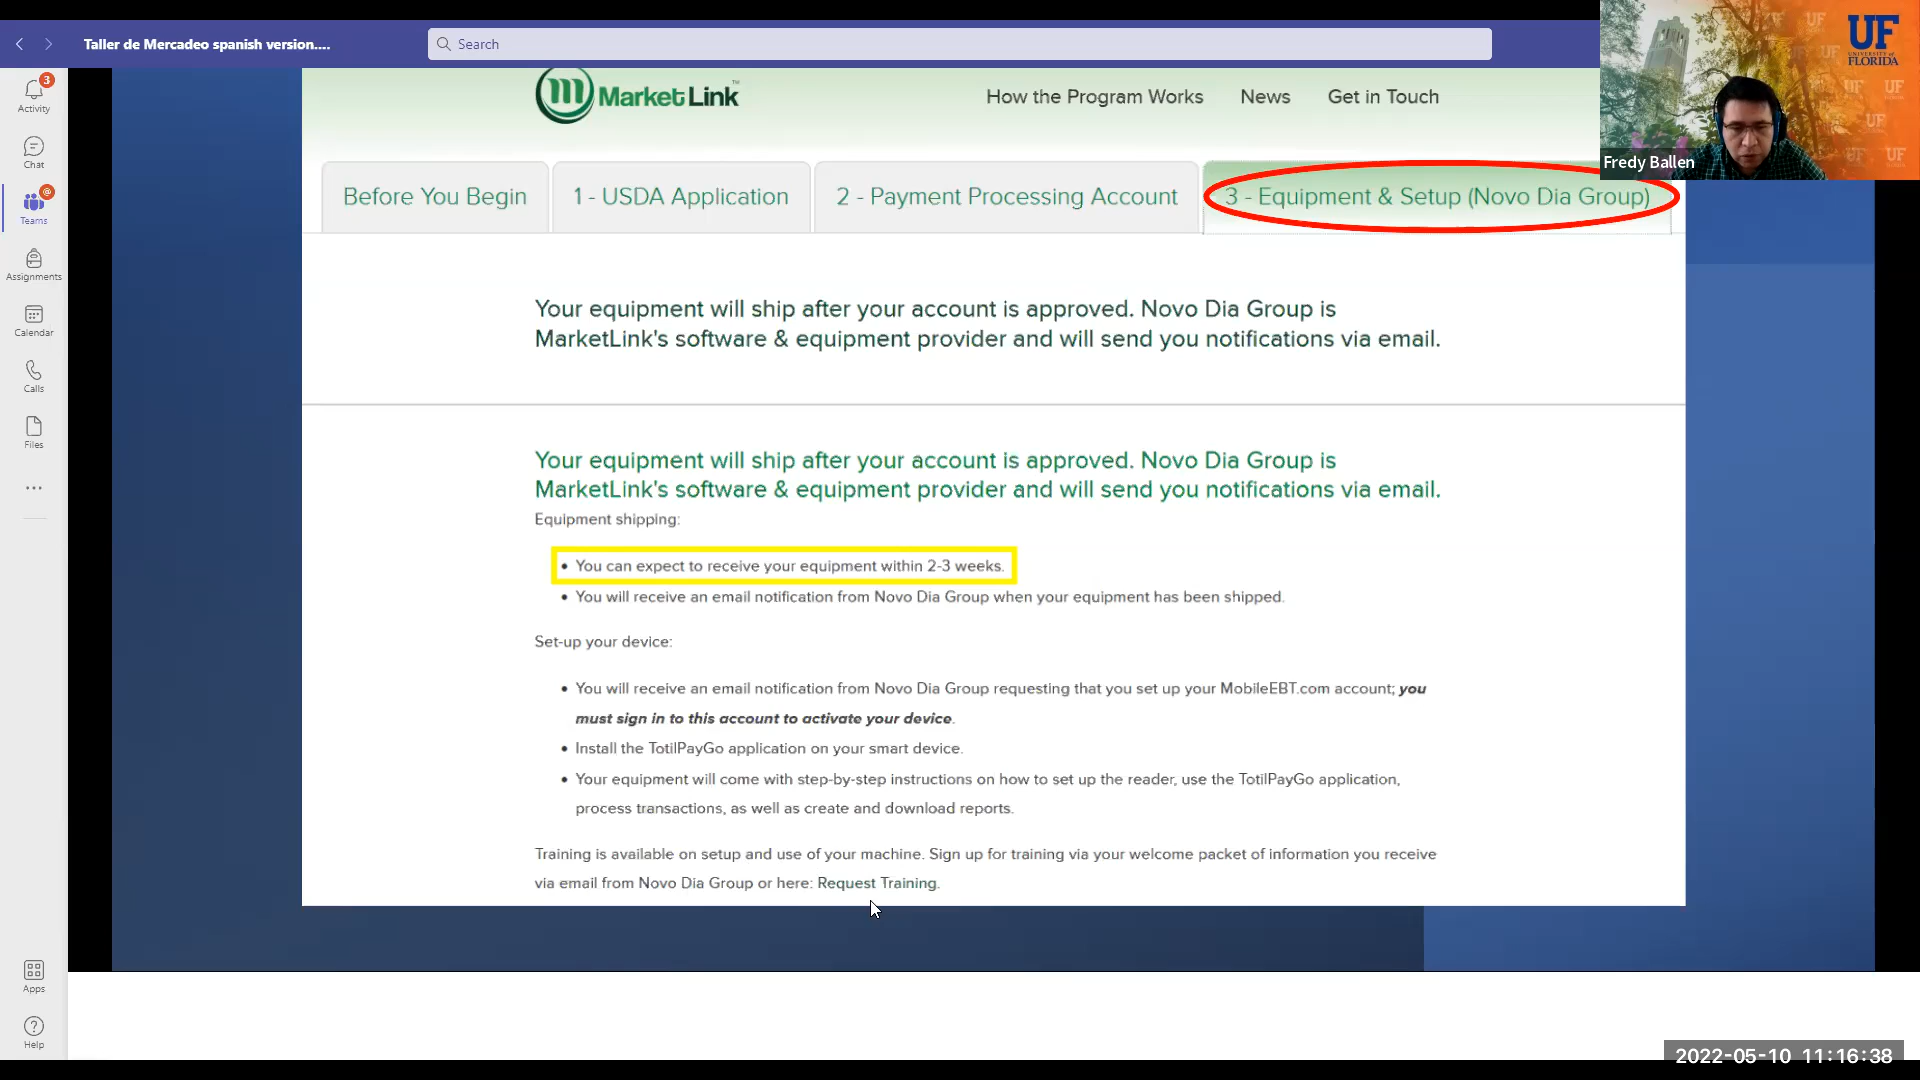 Taller de Mercadeo spanish version....
Search
UF
UNIVERSITY of
FLORIDA
Fredy Ballen
3
Activity
Chat
@
Teams
Assignments
Calendar
Calls
Files
...
Apps
Help
m MarketLink™
How the Program Works
News
Get in Touch
Before You Begin
1 - USDA Application
2 - Payment Processing Account
3 - Equipment & Setup (Novo Dia Group)
Your equipment will ship after your account is approved. Novo Dia Group is
MarketLink's software & equipment provider and will send you notifications via email.
Your equipment will ship after your account is approved. Novo Dia Group is
MarketLink's software & equipment provider and will send you notifications via email.
Equipment shipping:
• You can expect to receive your equipment within 2-3 weeks.
• You will receive an email notification from Novo Dia Group when your equipment has been shipped.
Set-up your device:
• You will receive an email notification from Novo Dia Group requesting that you set up your MobileEBT.com account; you
must sign in to this account to activate your device.
• Install the TotilPayGo application on your smart device.
• Your equipment will come with step-by-step instructions on how to set up the reader, use the TotilPayGo application,
process transactions, as well as create and download reports.
Training is available on setup and use of your machine. Sign up for training via your welcome packet of information you receive
via email from Novo Dia Group or here: Request Training.
2022-05-10 11:16:38